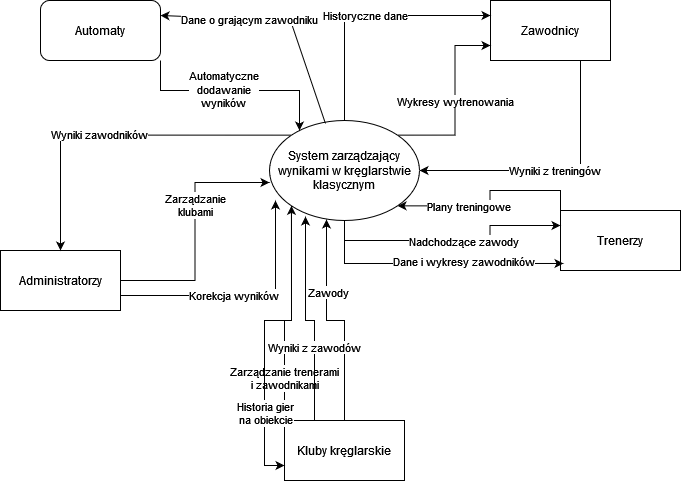 Automaty
Dane o grającym zawodniku
Historyczne dane
Zawodnicy
Automatyczne
dodawanie
wyników
Wykresy wytrenowania
Wyniki zawodników
System zarządzający
wynikami w kręglarstwie
klasycznym
Wyniki z treningów
Zarządzanie
klubami
Plany treningowe
Nadchodzące zawody
Trenerzy
Dane i wykresy zawodników
Administratorzy
Korekcja wyników
Zawody
Wyniki z zawodów
Zarządzanie trenerami
i zawodnikami
Historia gier
na obiekcie
Kluby kręglarskie